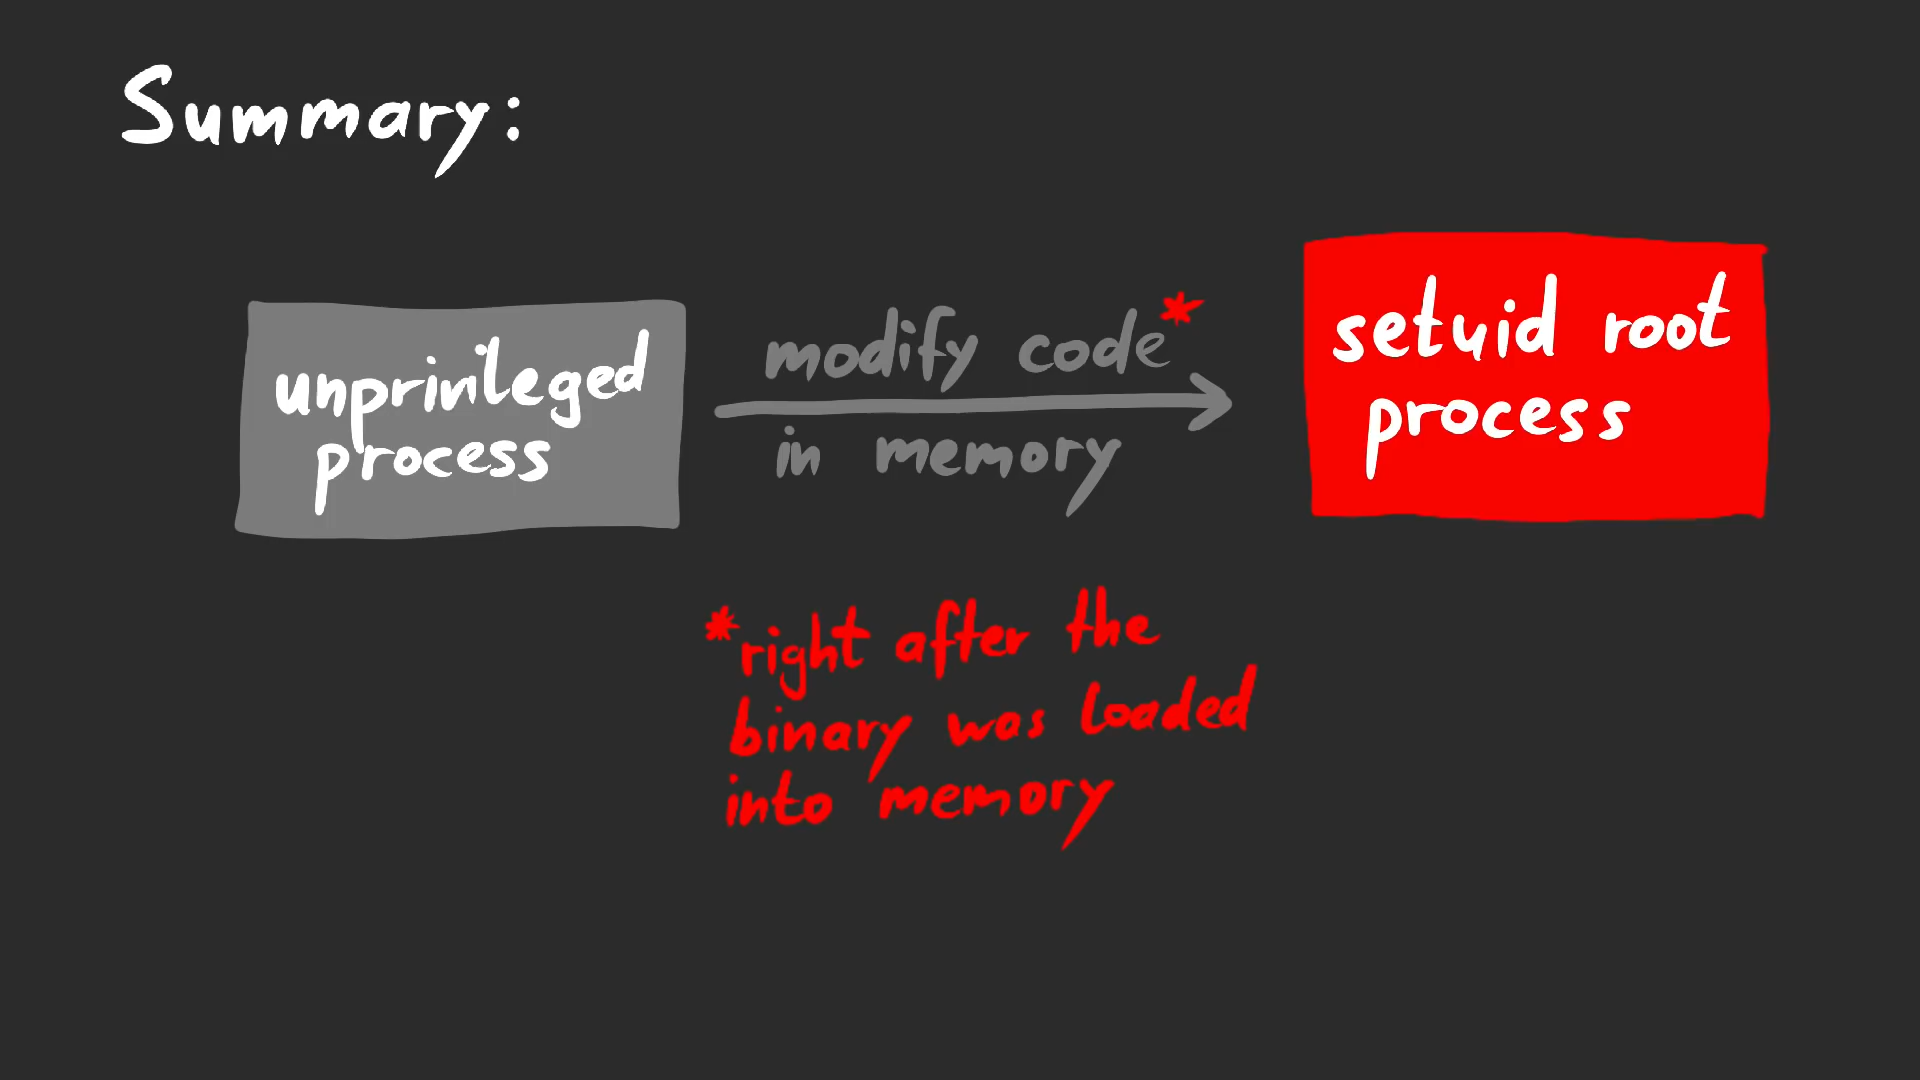 Summary:
unprivileged
process
modify code*
in memory
setuid root
process
*right after the
binary was loaded
into memory